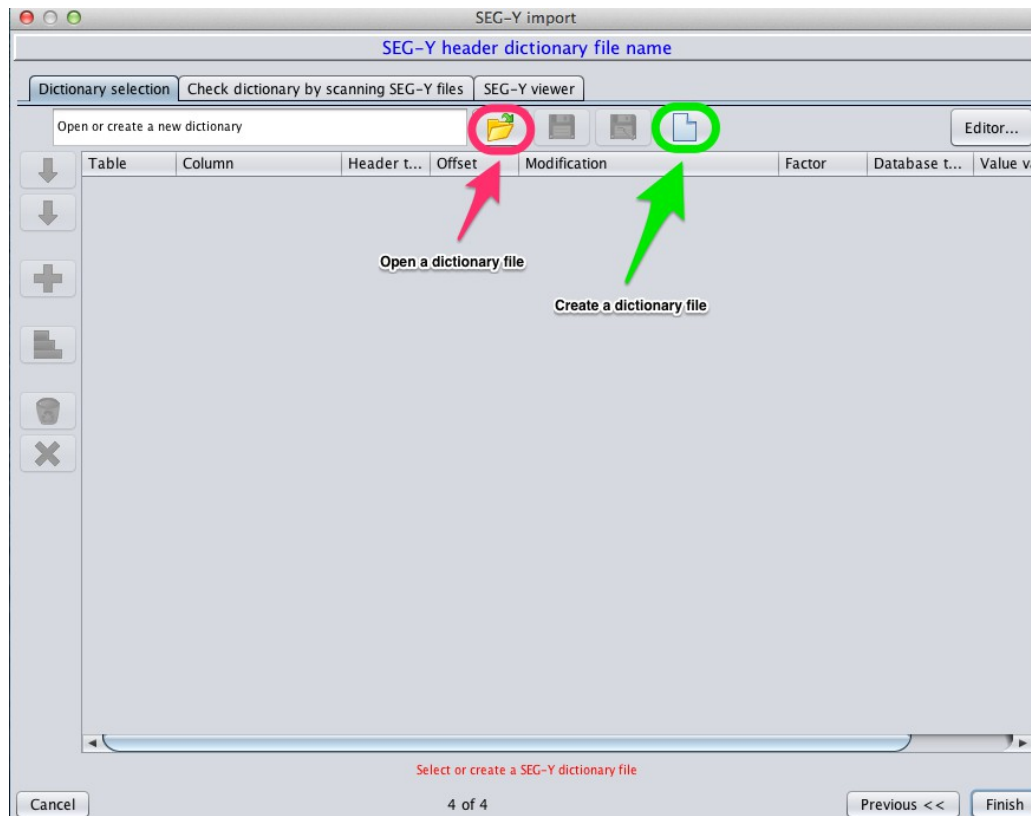 SEG-Y import
SEG-Y header dictionary file name
Dictionary selection Check dictionary by scanning SEG-Y files SEG-Y viewer
Open or create a new dictionary Editor...
Table Column Header t... Offset Modification Factor Database t... Value va
Open a dictionary file
Create a dictionary file
Select or create a SEG-Y dictionary file
Cancel 4 of 4 Previous << Finish